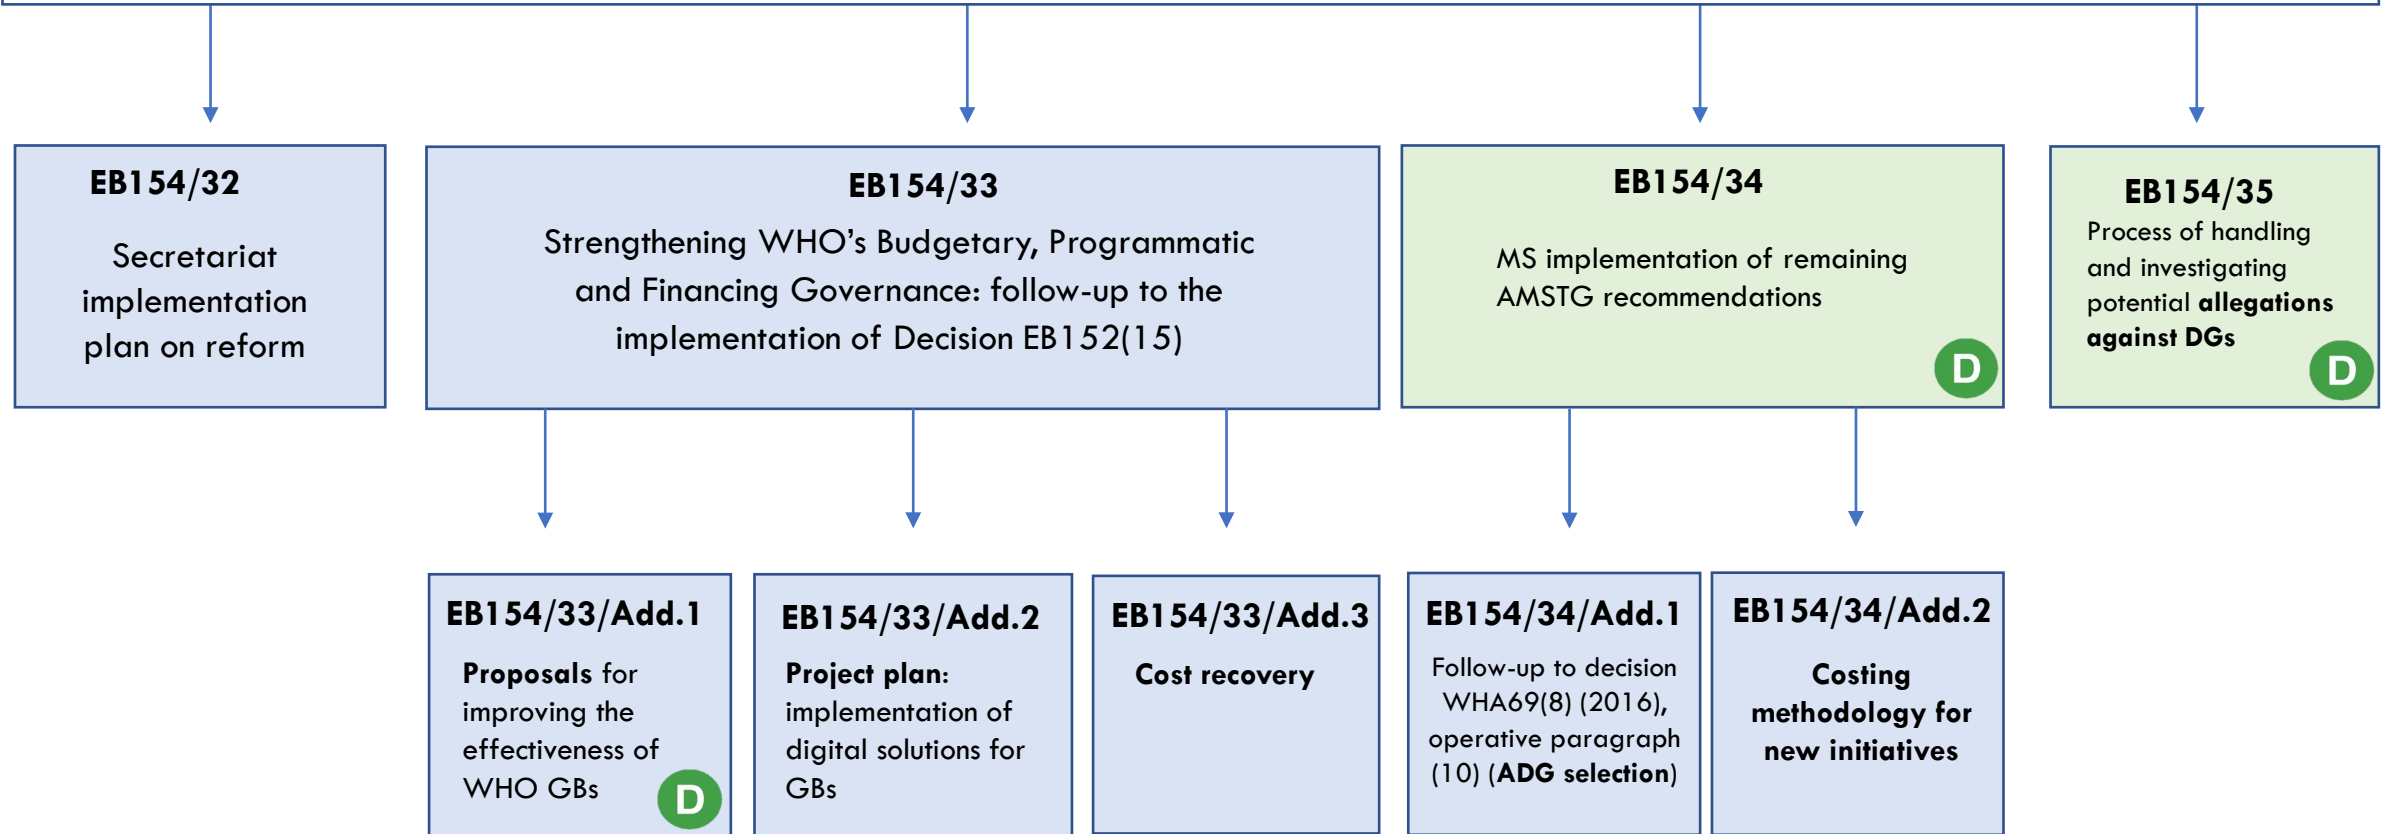 EB154/32
Secretariat
implementation
plan on reform
EB154/33
Strengthening WHO's Budgetary, Programmatic
and Financing Governance: follow-up to the
implementation of Decision EB152(15)
EB154/34
MS implementation of remaining
AMSTG recommendations
D
EB154/35
Process of handling
and investigating
potential allegations
against DGs
D
EB154/33/Add.1
Proposals for
improving the
effectiveness of
WHO GBs
D
EB154/33/Add.2
Project plan:
implementation of
digital solutions for
GBs
EB154/33/Add.3
Cost recovery
EB154/34/Add.1
Follow-up to decision
WHA69(8) (2016),
operative paragraph
(10) (ADG selection)
EB154/34/Add.2
Costing
methodology for
new initiatives